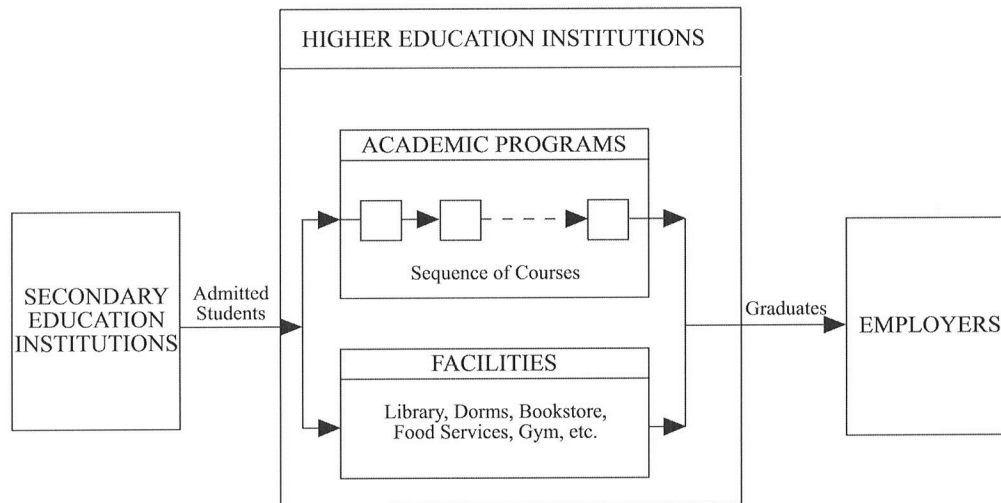 HIGHER EDUCATION INSTITUTIONS
ACADEMIC PROGRAMS
Sequence of Courses
SECONDARY
EDUCATION
INSTITUTIONS
Admitted
Students
Graduates
EMPLOYERS
FACILITIES
Library, Dorms, Bookstore,
Food Services, Gym, etc.